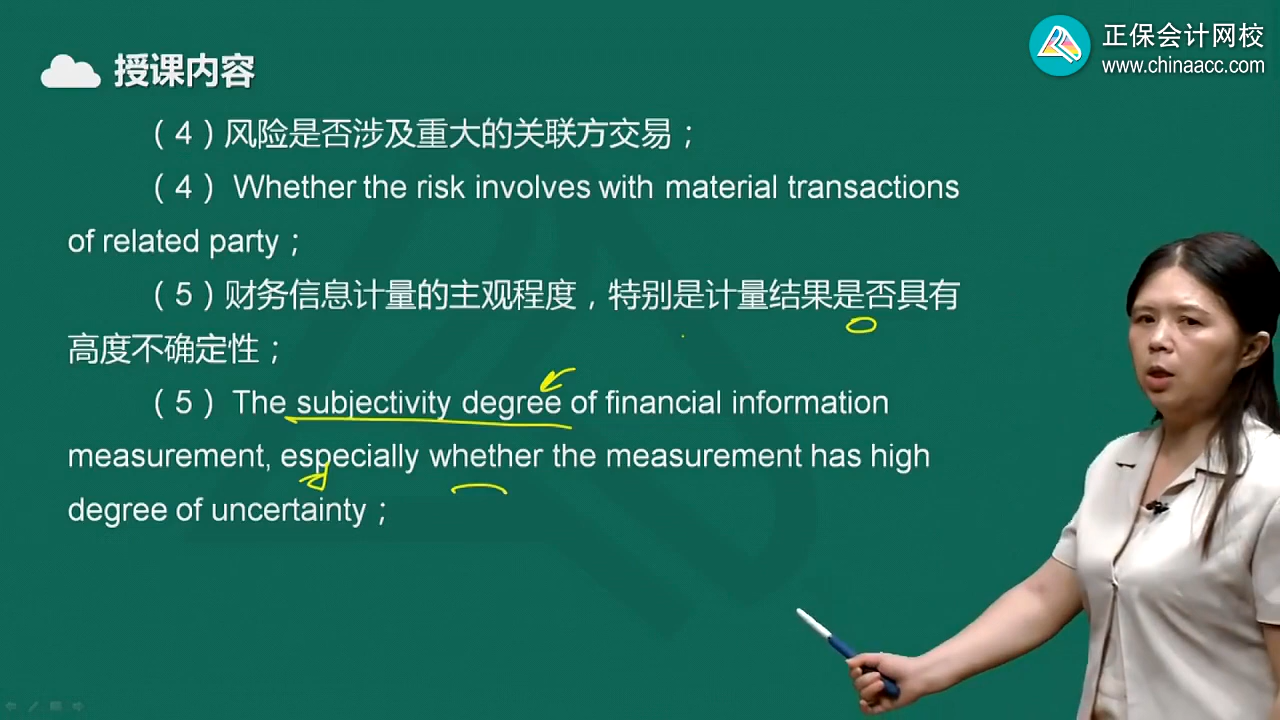 正保会计网校
www.chinaacc.com
授课内容
（4）风险是否涉及重大的关联方交易；
（4） Whether the risk involves with material transactions
of related party；
（5）财务信息计量的主观程度，特别是计量结果是否具有
高度不确定性；
（5） The subjectivity degree of financial information
measurement, especially whether the measurement has high
degree of uncertainty；